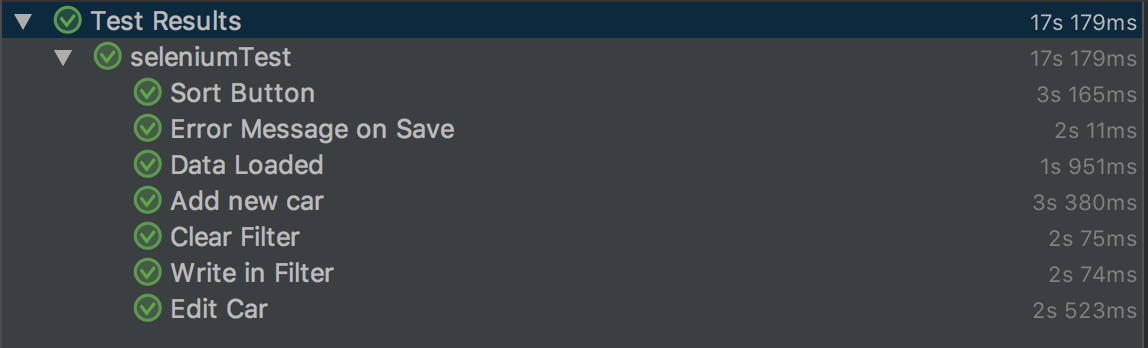 Test Results 17s 179ms
seleniumTest 17s 179ms
Sort Button 3s 165ms
Error Message on Save 2s 11ms
Data Loaded 1s 951ms
Add new car 3s 380ms
Clear Filter 2s 75ms
Write in Filter 2s 74ms
Edit Car 2s 523ms